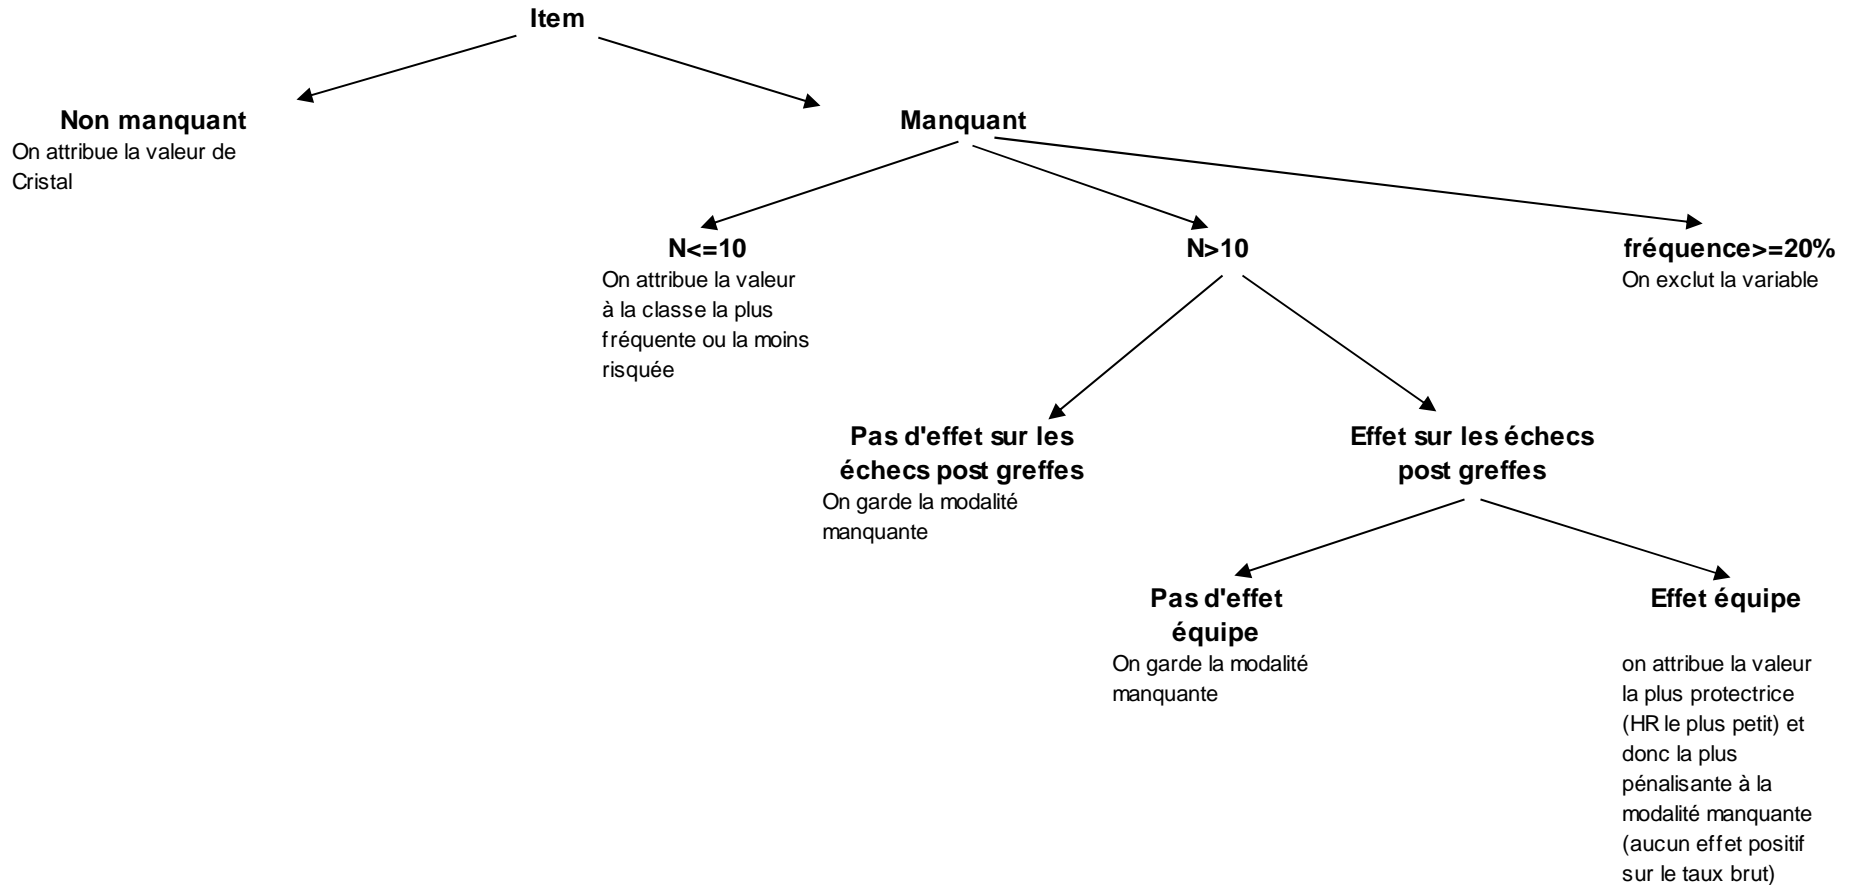 Item
Non manquant
On attribue la valeur de
Cristal
Manquant
N<=10
On attribue la valeur
à la classe la plus
fréquente ou la moins
risquée
N>10
fréquence>=20%
On exclut la variable
Pas d'effet sur les
échecs post greffes
On garde la modalité
manquante
Effet sur les échecs
post greffes
Pas d'effet
équipe
On garde la modalité
manquante
Effet équipe
on attribue la valeur
la plus protectrice
(HR le plus petit) et
donc la plus
pénalisante à la
modalité manquante
(aucun effet positif
sur le taux brut)